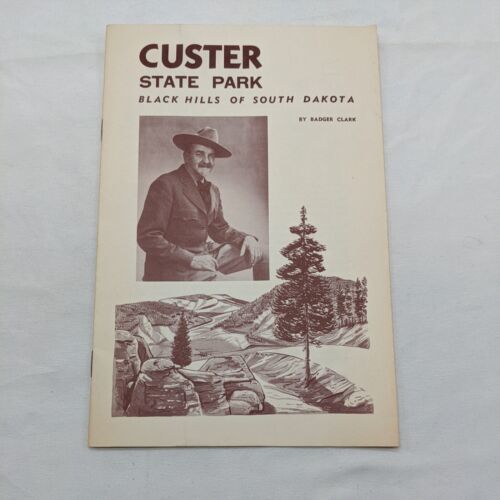 CUSTER
STATE PARK
BLACK HILLS OF SOUTH DAKOTA
BY BADGER CLARK